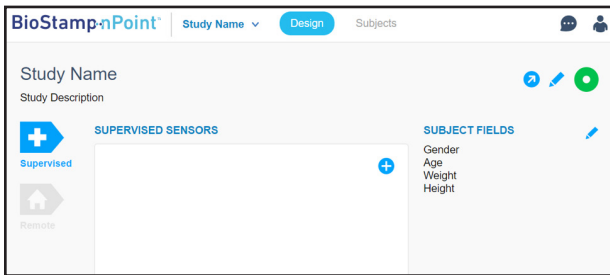 BioStamp nPoint™ Study Name Design Subjects
Study Name
Study Description
Supervised
Remote
SUPERVISED SENSORS
SUBJECT FIELDS
Gender
Age
Weight
Height